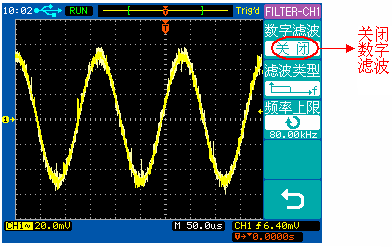 10:02 RUN Trig'd FILTER-CH1
数字滤波
关 闭
滤波类型
f
频率上限
80.00kHz
关闭
数字
滤波
T
1
CH1 20.0mV M 50.0us CH1 6.40mV
T 0.0000s